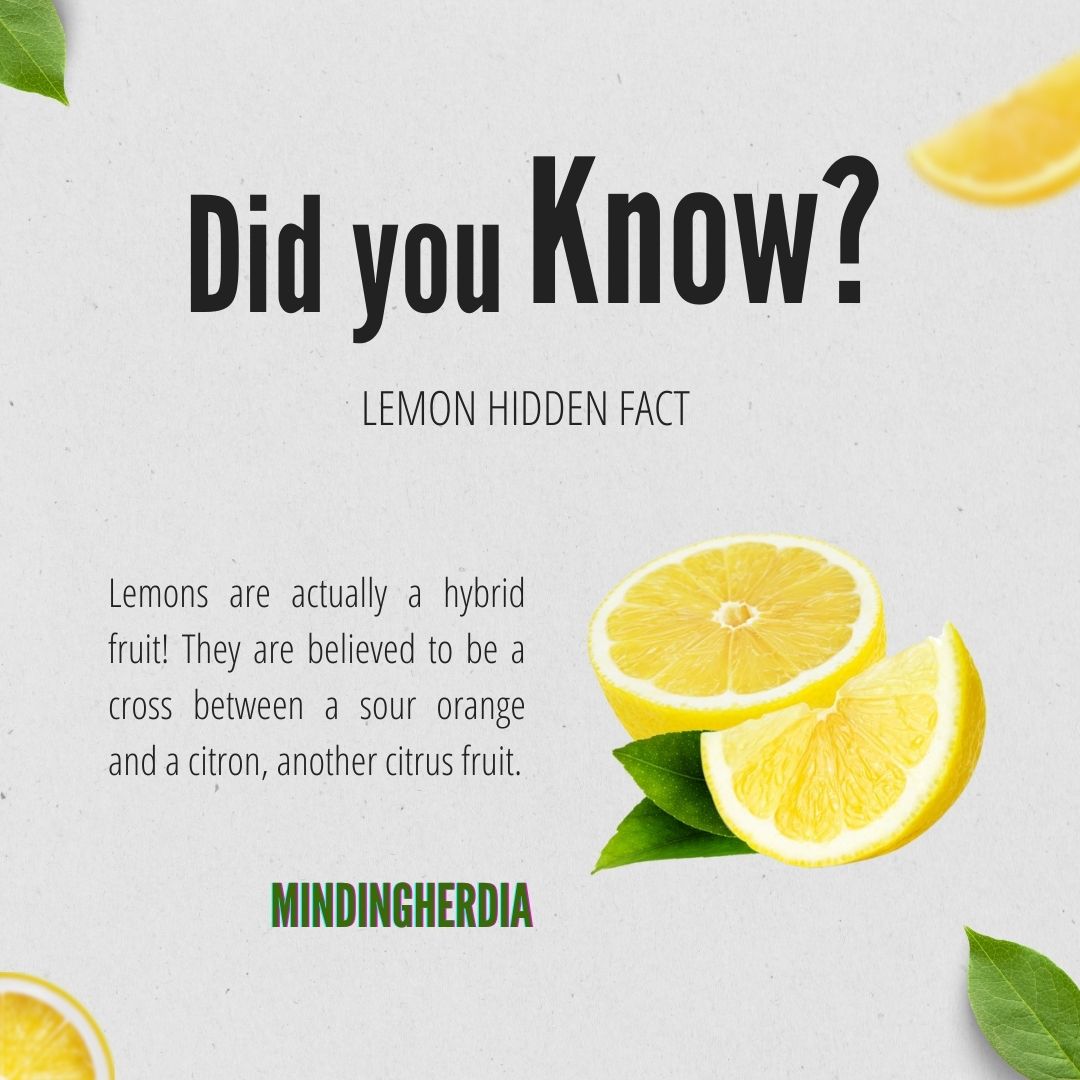 Did you Know?
LEMON HIDDEN FACT
Lemons are actually a hybrid
fruit! They are believed to be a
cross between a sour orange
and a citron, another citrus fruit.
MINDINGHERDIA